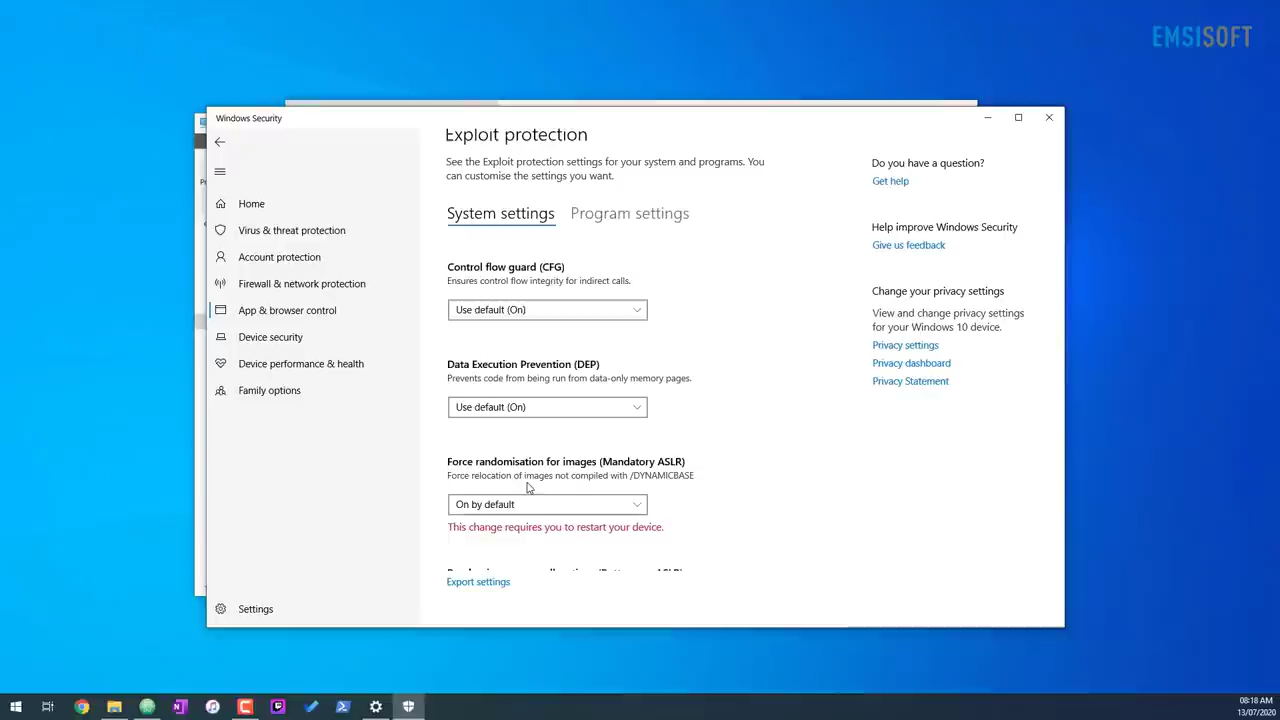 EMSISOFT
Windows Security
Exploit protection
See the Exploit protection settings for your system and programs. You
can customise the settings you want.
System settings
Program settings
Control flow guard (CFG)
Ensures control flow integrity for indirect calls.
Use default (On)
Data Execution Prevention (DEP)
Prevents code from being run from data-only memory pages.
Use default (On)
Force randomisation for images (Mandatory ASLR)
Force relocation of images not compiled with /DYNAMICBASE
On by default
This change requires you to restart your device.
Export settings
Home
Virus & threat protection
Account protection
Firewall & network protection
App & browser control
Device security
Device performance & health
Family options
Settings
Do you have a question?
Get help
Help improve Windows Security
Give us feedback
Change your privacy settings
View and change privacy settings
for your Windows 10 device.
Privacy settings
Privacy dashboard
Privacy Statement
08:18 AM
13/07/2020